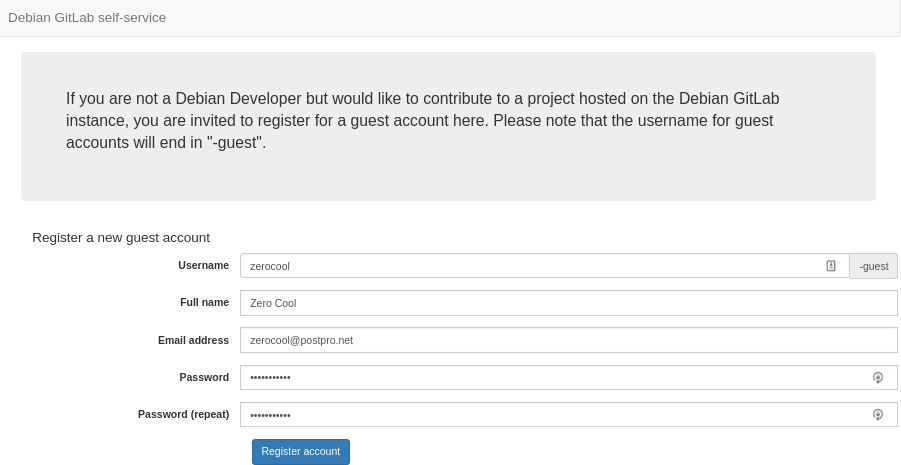 Debian GitLab self-service
If you are not a Debian Developer but would like to contribute to a project hosted on the Debian GitLab
instance, you are invited to register for a guest account here. Please note that the username for guest
accounts will end in "-guest".
Register a new guest account
Username zerocool -guest
Full name Zero Cool
Email address zerocool@postpro.net
Password •••••••••••
Password (repeat) •••••••••••
Register account